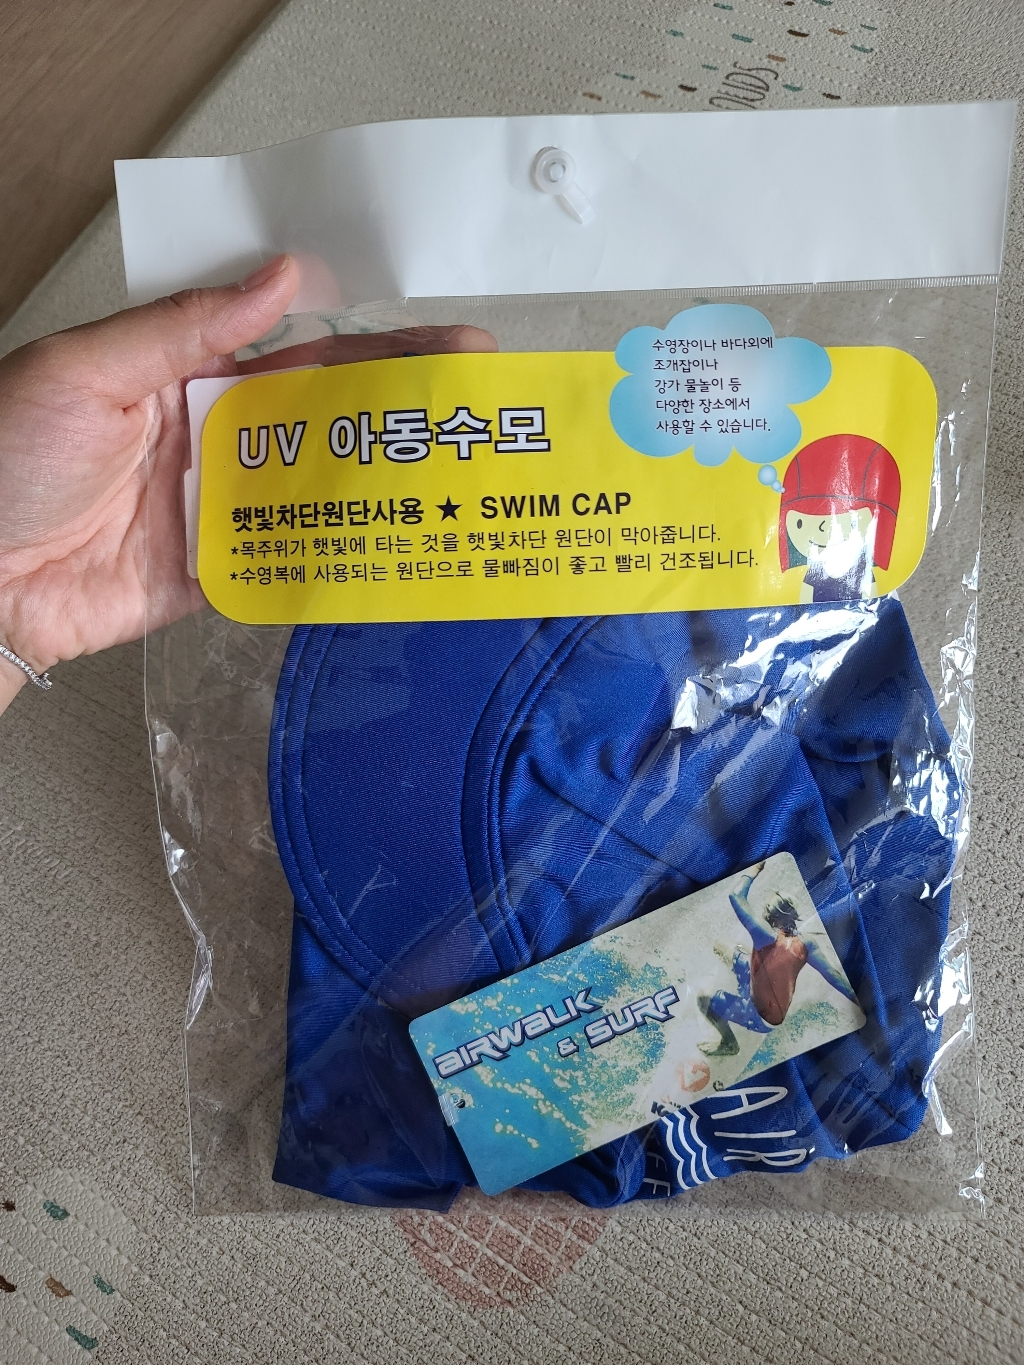 OUDS
수영장이나 바다외에
조개잡이나
강가 물놀이 등
다양한 장소에서
사용할 수 있습니다.
UV 아동수모
햇빛차단원단사용 ★ SWIM CAP
*목주위가 햇빛에 타는 것을 햇빛차단 원단이 막아줍니다.
*수영복에 사용되는 원단으로 물빠짐이 좋고 빨리 건조됩니다.
AIRWALK
& SURF
AIR